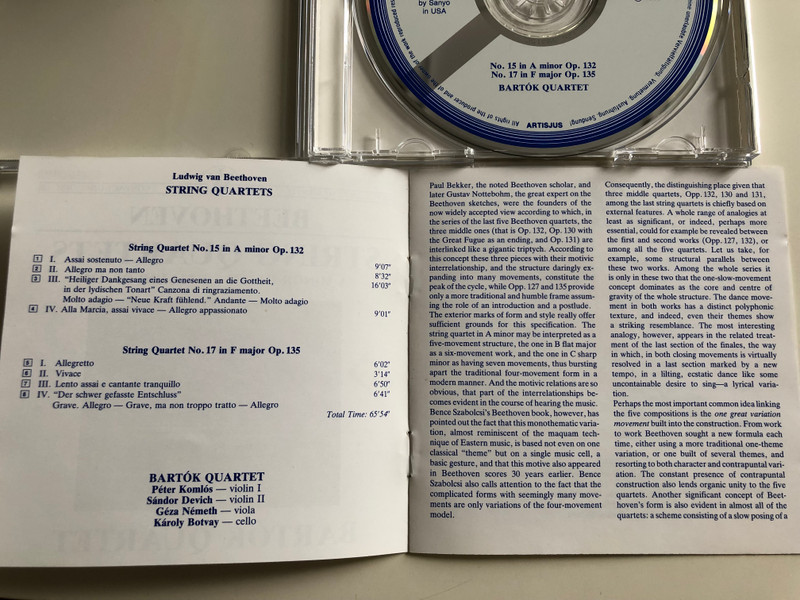 by Sanyo
in USA
No. 15 in A minor Op. 132
No. 17 in F major Op. 135
BARTÓK QUARTET
All rights of the producer and of the
of the work reproduced
ARTISJUS
Vermietung, Aufführung, Sendung!
Ludwig van Beethoven
STRING QUARTETS
String Quartet No. 15 in A minor Op. 132
1 I. Assai sostenuto — Allegro 9'07"
2 II. Allegro ma non tanto 8'32"
3 III. “Heiliger Dankgesang eines Genesenen an die Gottheit, 16'03"
in der lydischen Tonart” Canzona di ringraziamento.
Molto adagio — “Neue Kraft fühlend.” Andante — Molto adagio
4 IV. Alla Marcia, assai vivace — Allegro appassionato 9'01"
String Quartet No. 17 in F major Op. 135
5 I. Allegretto 6'02"
6 II. Vivace 3'14"
7 III. Lento assai e cantante tranquillo 6'50"
8 IV. “Der schwer gefasste Entschluss” 6'41"
Grave. Allegro — Grave, ma non troppo tratto — Allegro
Total Time: 65'54"
BARTÓK QUARTET
Péter Komlós — violin I
Sándor Devich — violin II
Géza Németh — viola
Károly Botvay — cello
Paul Bekker, the noted Beethoven scholar, and
later Gustav Nottebohm, the great expert on the
Beethoven sketches, were the founders of the
now widely accepted view according to which, in
the series of the last five Beethoven quartets, the
three middle ones (that is Op. 132, Op. 130 with
the Great Fugue as an ending, and Op. 131) are
interlinked like a gigantic triptych. According to
this concept these three pieces with their motivic
interrelationship, and the structure daringly ex-
panding into many movements, constitute the
peak of the cycle, while Opp. 127 and 135 provide
only a more traditional and humble frame assum-
ing the role of an introduction and a postlude.
The exterior marks of form and style really offer
sufficient grounds for this specification. The
string quartet in A minor may be interpreted as a
five-movement structure, the one in B flat major
as a six-movement work, and the one in C sharp
minor as having seven movements, thus bursting
apart the traditional four-movement form in a
modern manner. And the motivic relations are so
obvious, that part of the interrelationships be-
comes evident in the course of hearing the music.
Bence Szabolcsi's Beethoven book, however, has
pointed out the fact that this monothematic varia-
tion, almost reminiscent of the maquam tech-
nique of Eastern music, is based not even on one
classical “theme” but on a single music cell, a
basic gesture, and that this motive also appeared
in Beethoven scores 30 years earlier. Bence
Szabolcsi also calls attention to the fact that the
complicated forms with seemingly many move-
ments are only variations of the four-movement
model.
Consequently, the distinguishing place given that
three middle quartets, Opp. 132, 130 and 131,
among the last string quartets is chiefly based on
external features. A whole range of analogies at
least as significant, or indeed, perhaps more
essential, could for example be revealed between
the first and second works (Opp. 127, 132), or
among all the five quartets. Let us take, for
example, some structural parallels between
these two works. Among the whole series it
is only in these two that the one-slow-movement
concept dominates as the core and centre of
gravity of the whole structure. The dance move-
ment in both works has a distinct polyphonic
texture, and indeed, even their themes show
a striking resemblance. The most interesting
analogy, however, appears in the related treat-
ment of the last section of the finales, the way
in which, in both closing movements is virtually
resolved in a last section marked by a new
tempo, in a lilting, ecstatic dance like some
uncontainable desire to sing—a lyrical varia-
tion.
Perhaps the most important common idea linking
the five compositions is the one great variation
movement built into the construction. From work
to work Beethoven sought a new formula each
time, either using a more traditional one-theme
variation, or one built of several themes, and
resorting to both character and contrapuntal vari-
ation. The constant presence of contrapuntal
construction also lends organic unity to the five
quartets. Another significant concept of Beet-
hoven's form is also evident in almost all of the
quartets: a scheme consisting of a slow posing of a